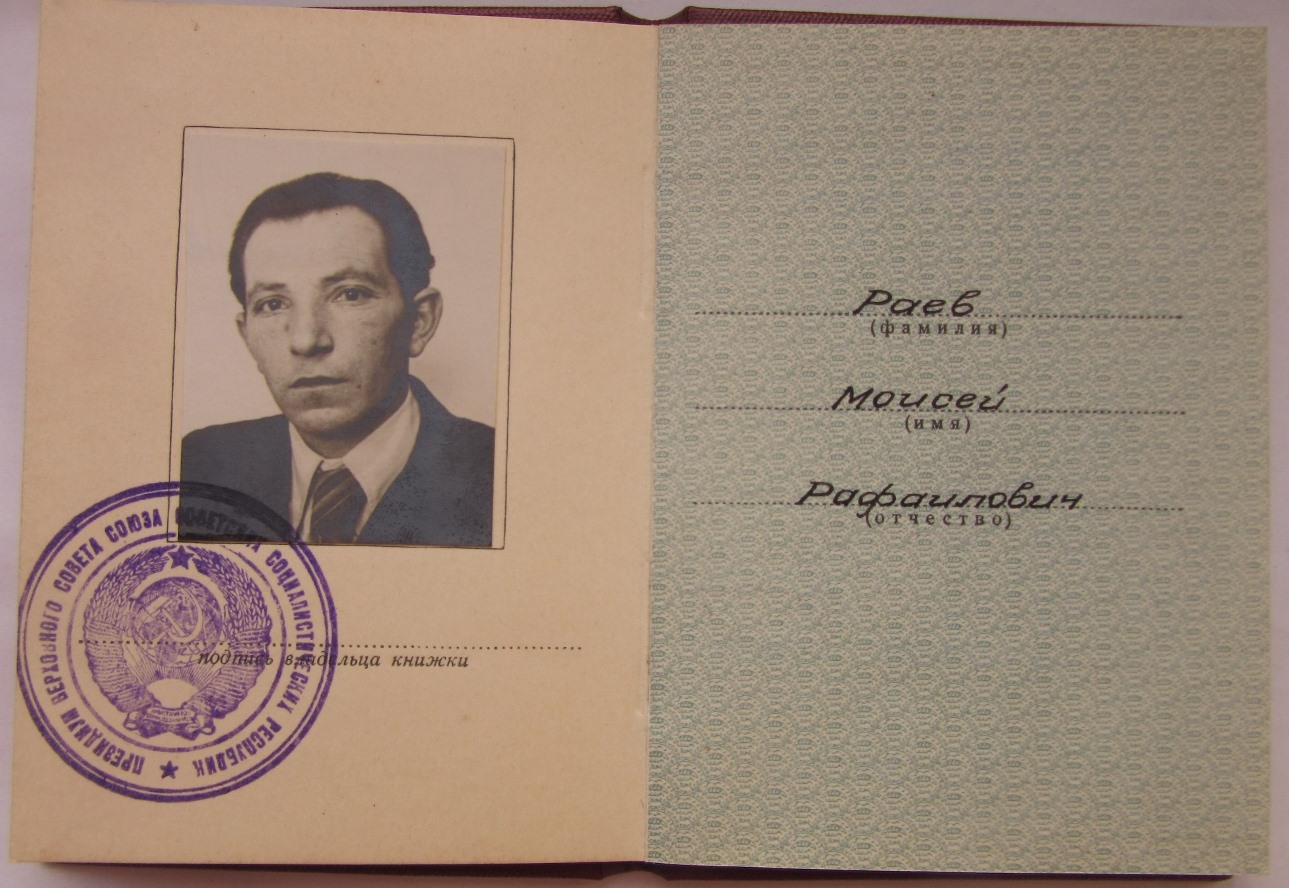 ПРЕЗИДИУМ ВЕРХОВНОГО СОВЕТА СОЮЗА СОВЕТСКИХ СОЦИАЛИСТИЧЕСКИХ РЕСПУБЛИК
подпись владельца книжки
Раев
(фамилия)
Моисей
(имя)
Рафаилович
(отчество)